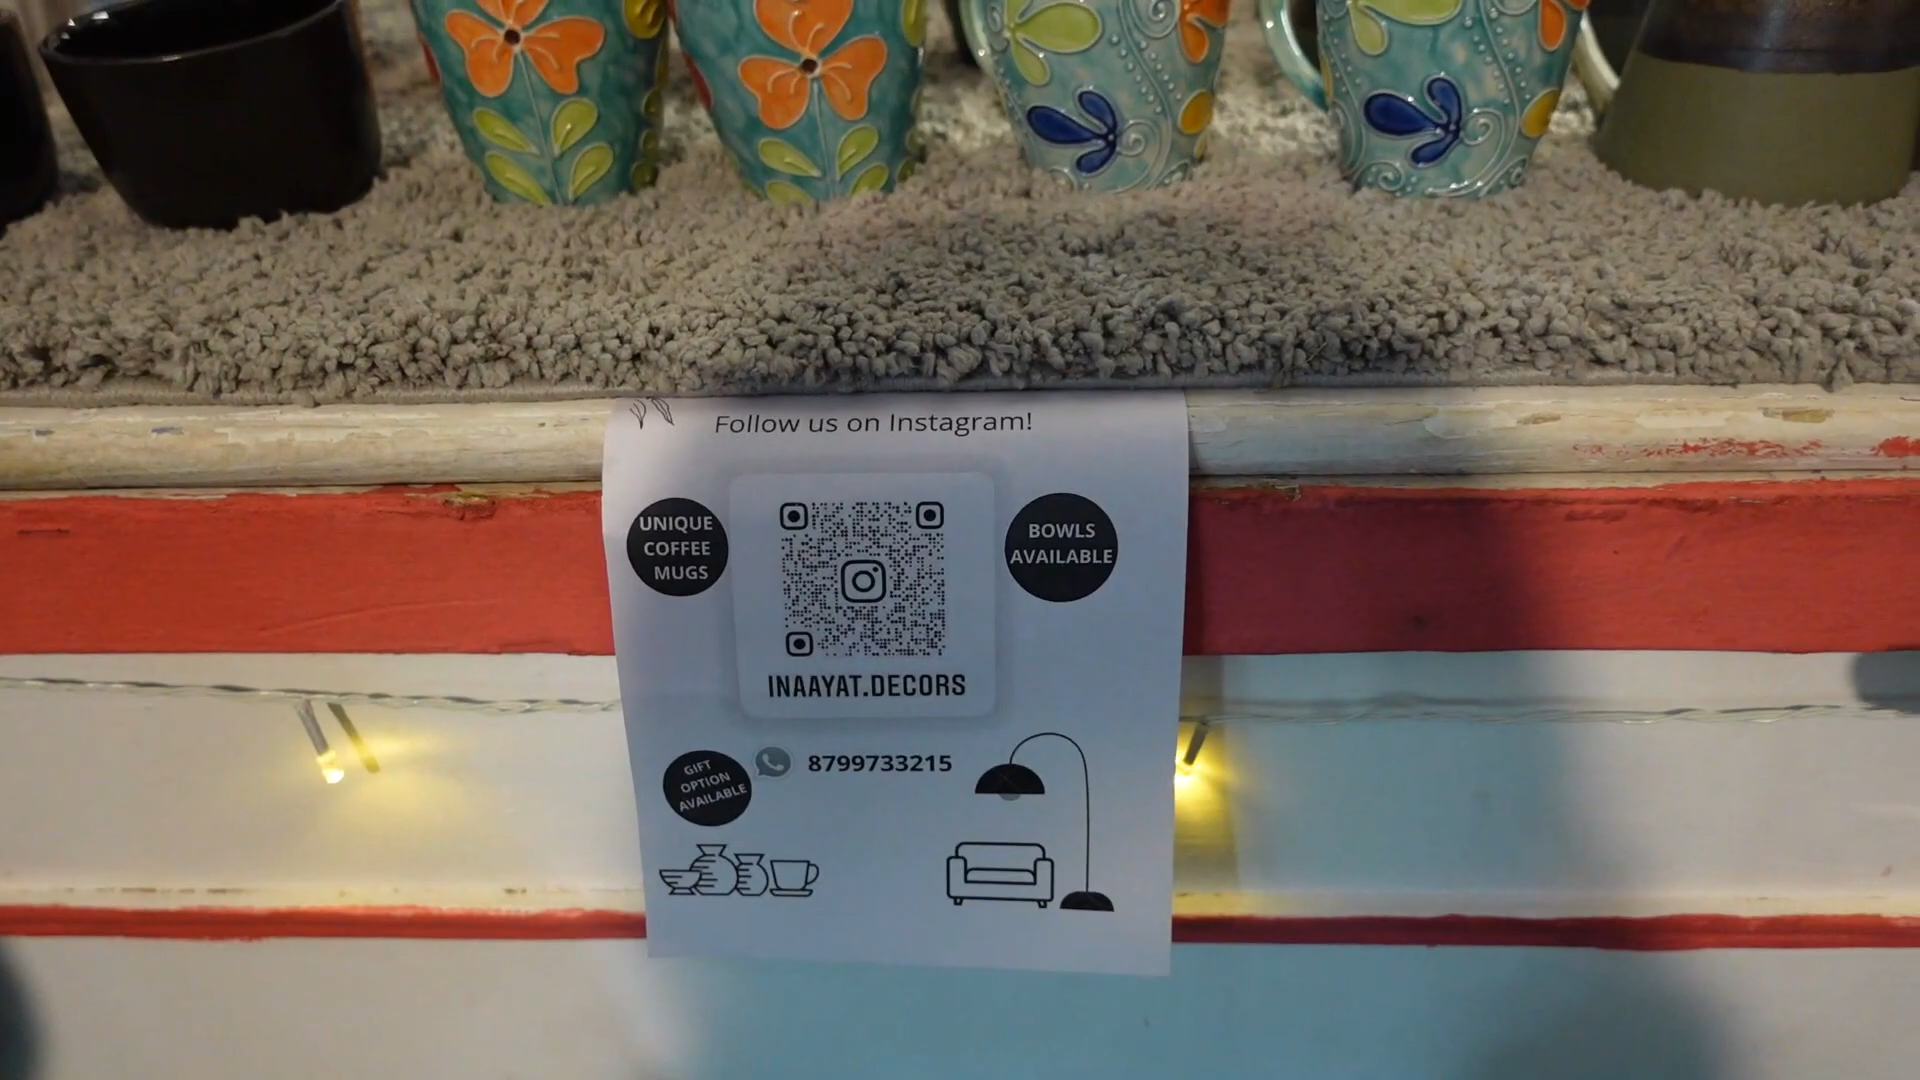 Follow us on Instagram!
UNIQUE
COFFEE
MUGS
BOWLS
AVAILABLE
INAAYAT.DECORS
GIFT
OPTION
AVAILABLE
8799733215